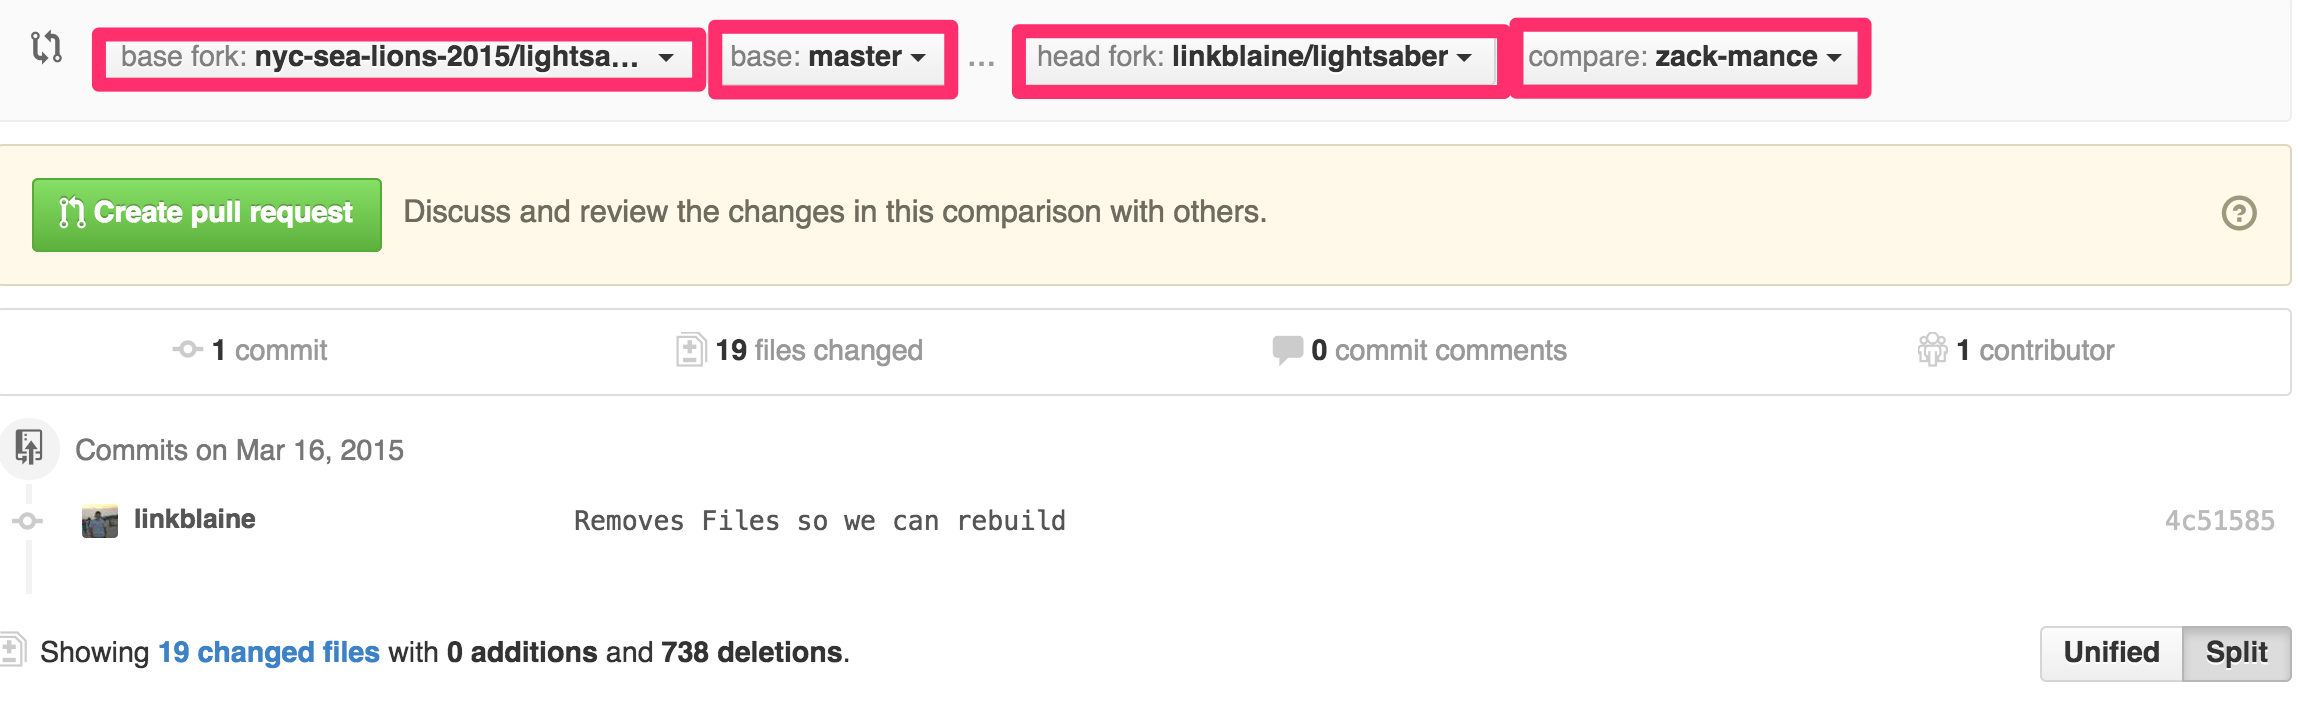 base fork: nyc-sea-lions-2015/lightsa... base: master ... head fork: linkblaine/lightsaber compare: zack-mance
Create pull request Discuss and review the changes in this comparison with others. ?
1 commit 19 files changed 0 commit comments 1 contributor
Commits on Mar 16, 2015
linkblaine Removes Files so we can rebuild 4c51585
Showing 19 changed files with 0 additions and 738 deletions. Unified Split